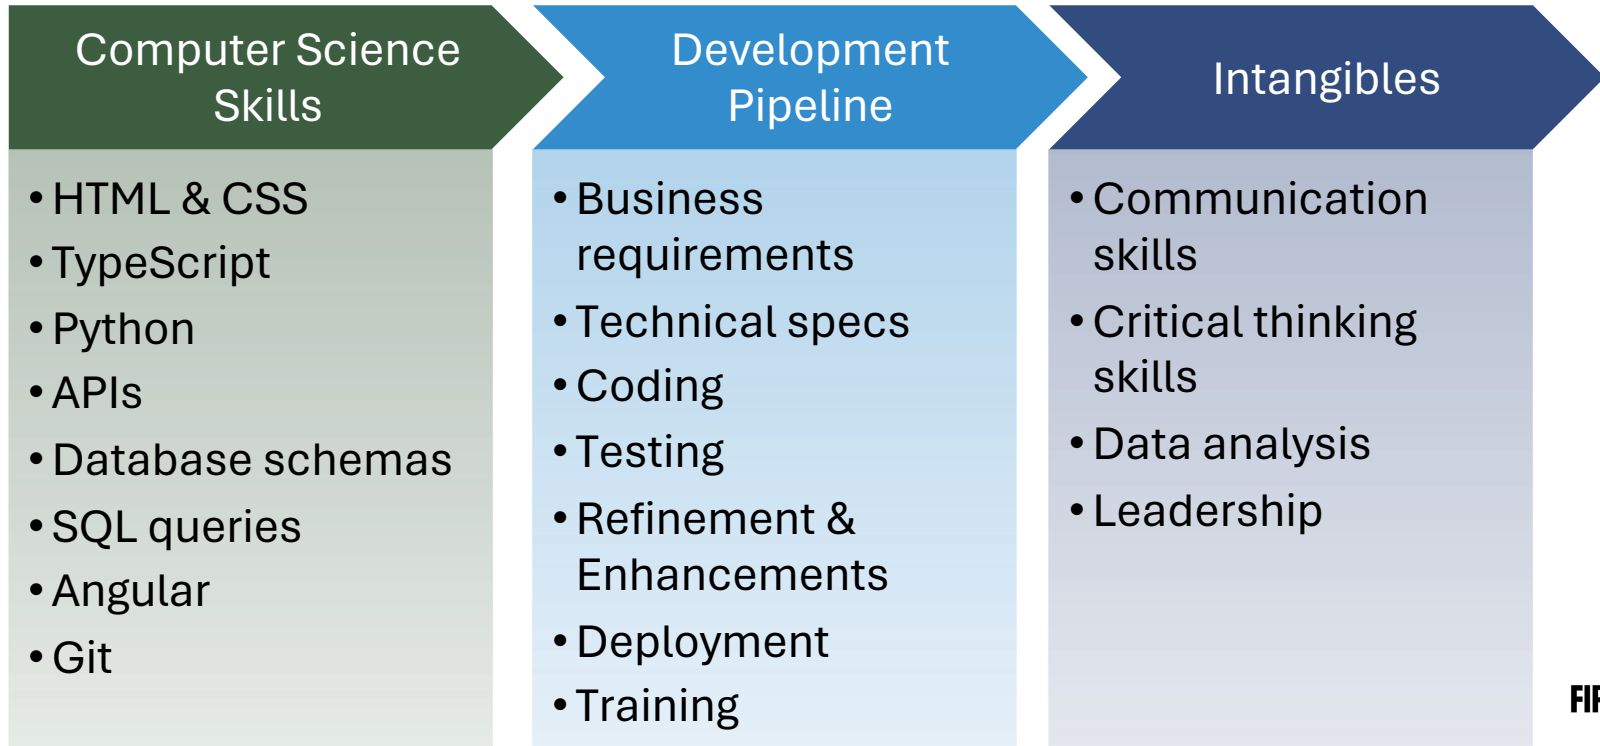 Computer Science
Skills
• HTML & CSS
• TypeScript
• Python
• APIs
• Database schemas
• SQL queries
• Angular
• Git
Development
Pipeline
• Business
requirements
• Technical specs
• Coding
• Testing
• Refinement &
Enhancements
• Deployment
• Training
Intangibles
• Communication
skills
• Critical thinking
skills
• Data analysis
• Leadership